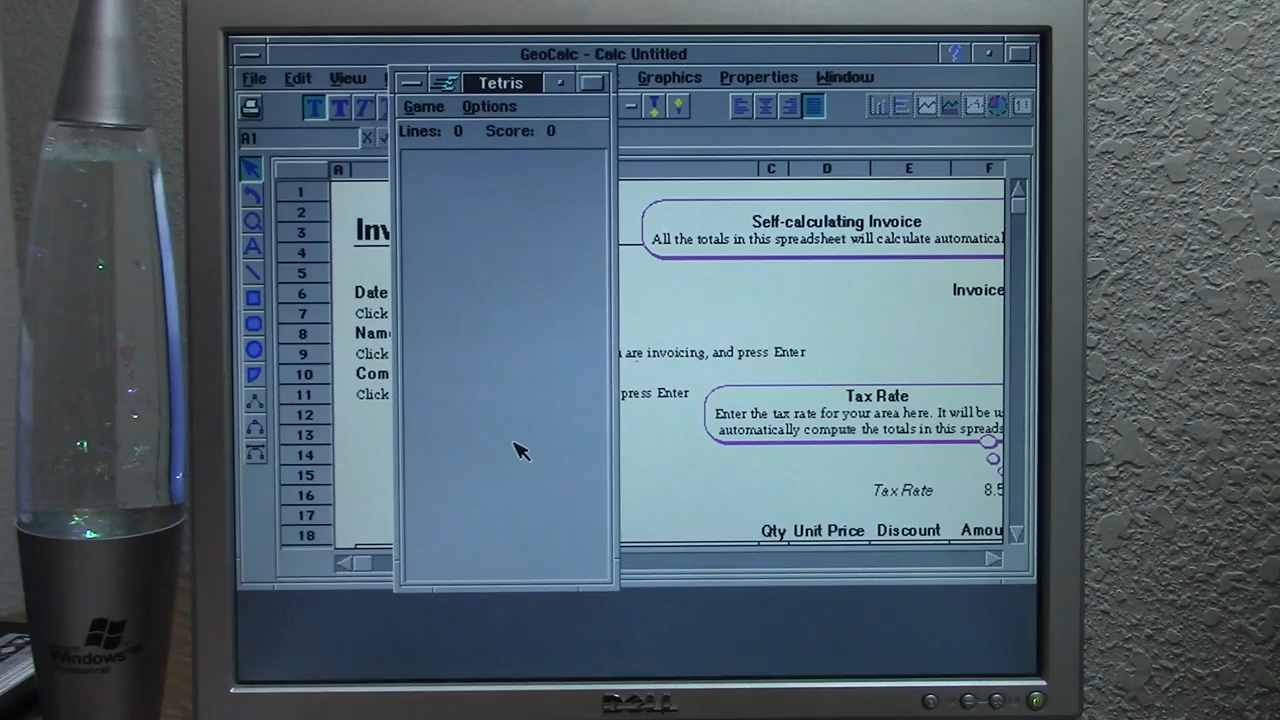 GeoCalc - Calc Untitled
File Edit View Graphics Properties Window
Tetris
Game Options
Lines: 0 Score: 0
A1
A C D E F
1
2
3
4
5
6
7
8
9
10
11
12
13
14
15
16
17
18
Inv
Self-calculating Invoice
All the totals in this spreadsheet will calculate automatical
Invoice
Date
Click
Nam
Click
are invoicing, and press Enter
Com
Click
press Enter
Tax Rate
Enter the tax rate for your area here. It will be us
automatically compute the totals in this spreads
Tax Rate 8.5
Qty Unit Price Discount Amou
Windows
DELL